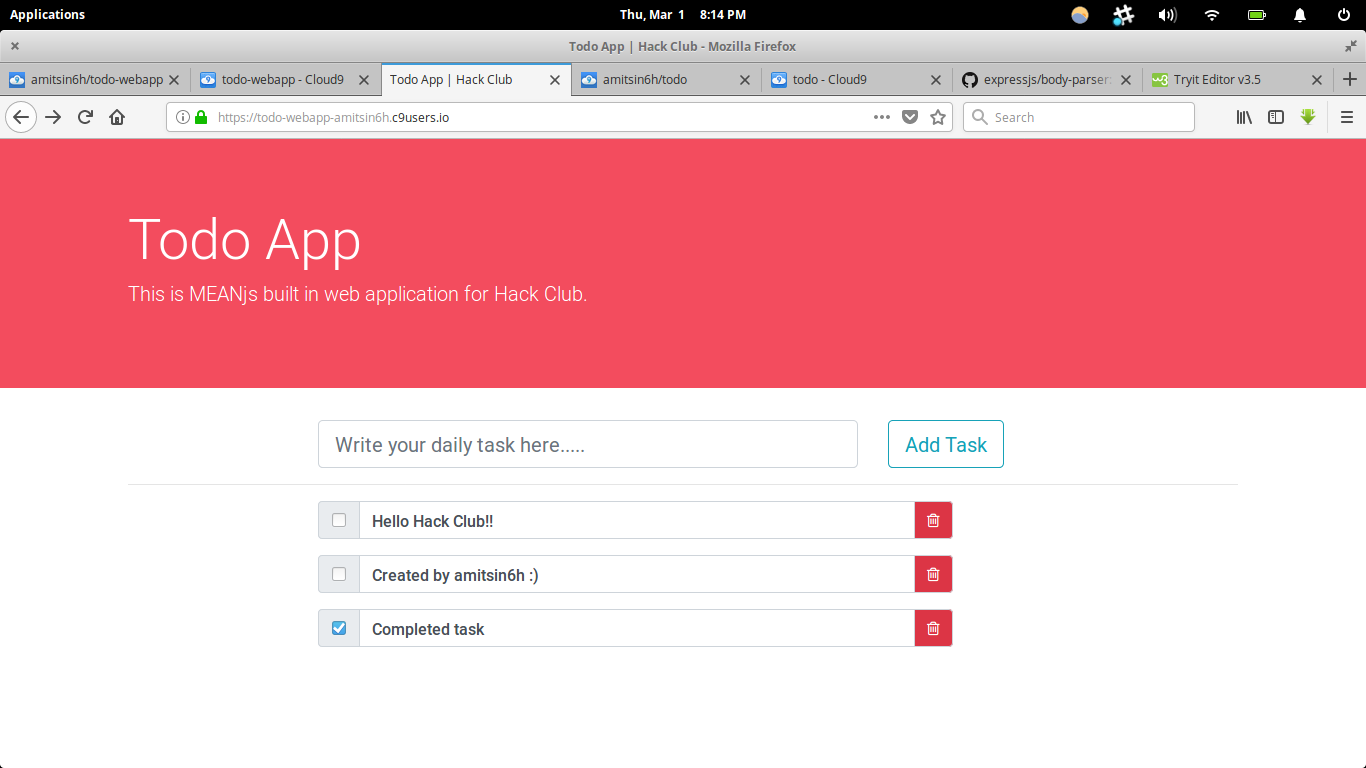 Applications Thu, Mar 1 8:14 PM
Todo App | Hack Club - Mozilla Firefox
amitsin6h/todo-webapp todo-webapp - Cloud9 Todo App | Hack Club amitsin6h/todo todo - Cloud9 expressjs/body-parser: Tryit Editor v3.5
https://todo-webapp-amitsin6h.c9users.io Search
Todo App
This is MEANjs built in web application for Hack Club.
Write your daily task here..... Add Task
Hello Hack Club!!
Created by amitsin6h :)
Completed task